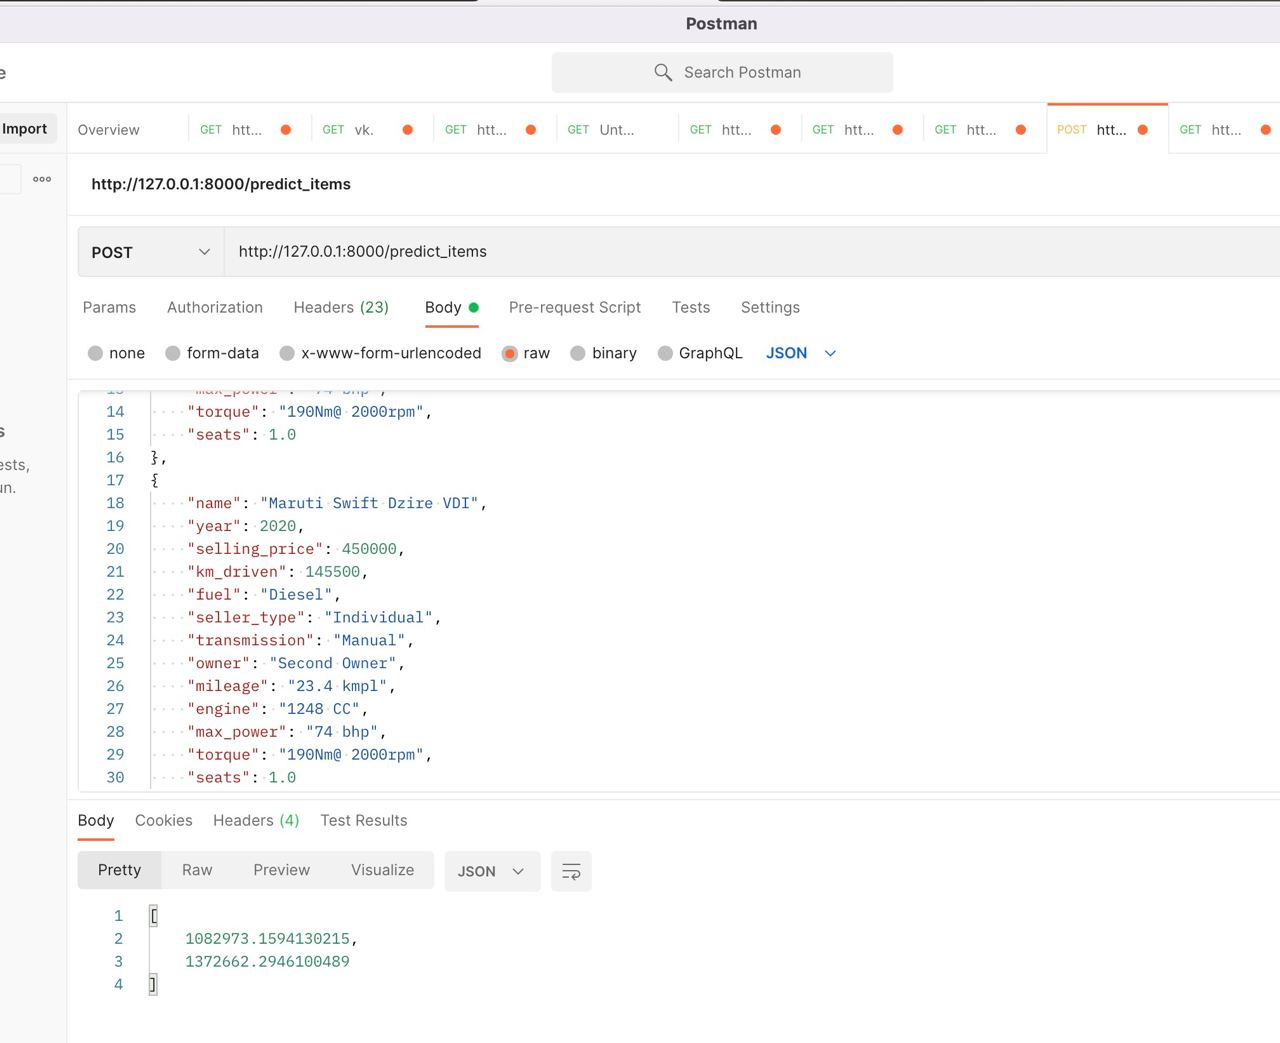 Postman
e
Search Postman
Import
Overview
GET htt...
GET vk.
GET htt...
GET Unt...
GET htt...
GET htt...
GET htt...
POST htt...
GET htt...
http://127.0.0.1:8000/predict_items
POST
http://127.0.0.1:8000/predict_items
Params Authorization Headers (23) Body Pre-request Script Tests Settings
none form-data x-www-form-urlencoded raw binary GraphQL JSON
s
ests,
un.
13 "max_power": "74 bhp",
14 "torque": "190Nm@ 2000rpm",
15 "seats": 1.0
16 },
17 {
18 "name": "Maruti Swift Dzire VDI",
19 "year": 2020,
20 "selling_price": 450000,
21 "km_driven": 145500,
22 "fuel": "Diesel",
23 "seller_type": "Individual",
24 "transmission": "Manual",
25 "owner": "Second Owner",
26 "mileage": "23.4 kmpl",
27 "engine": "1248 CC",
28 "max_power": "74 bhp",
29 "torque": "190Nm@ 2000rpm",
30 "seats": 1.0
Body Cookies Headers (4) Test Results
Pretty Raw Preview Visualize JSON
1 [
2 1082973.1594130215,
3 1372662.2946100489
4 ]